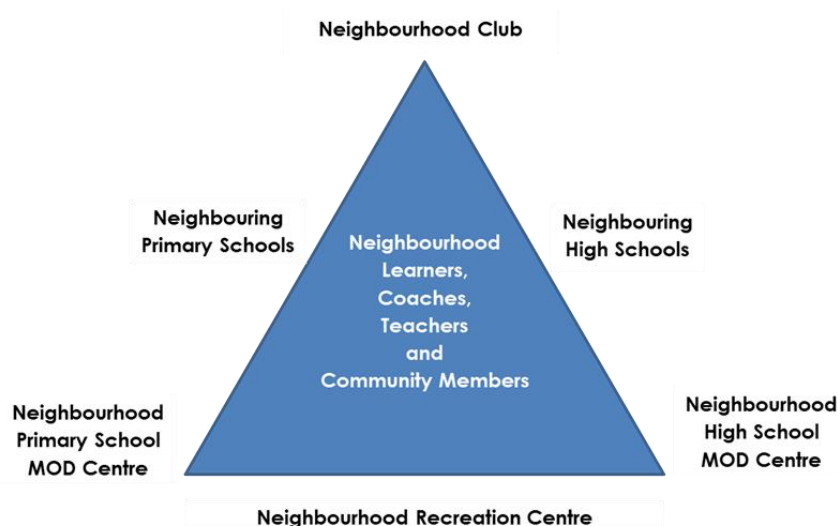 Neighbourhood Club
Neighbouring
Primary Schools
Neighbouring
High Schools
Neighbourhood
Learners,
Coaches,
Teachers
and
Community Members
Neighbourhood
Primary School
MOD Centre
Neighbourhood
High School
MOD Centre
Neighbourhood Recreation Centre